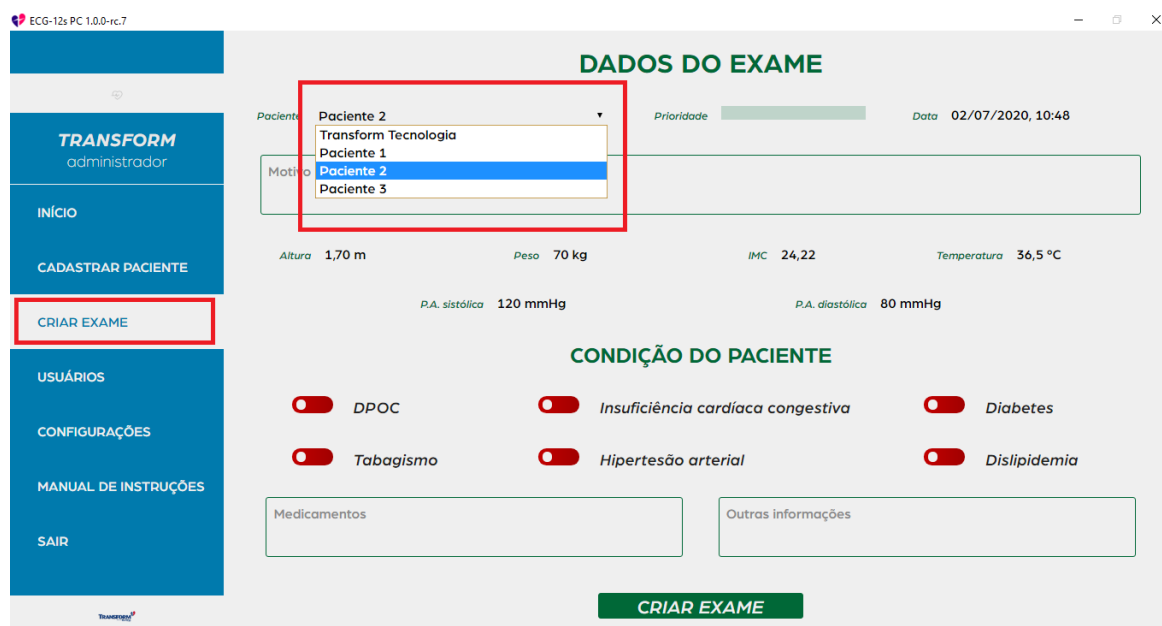 ECG-12s PC 1.0.0-rc.7
TRANSFORM
administrador
INÍCIO
CADASTRAR PACIENTE
CRIAR EXAME
USUÁRIOS
CONFIGURAÇÕES
MANUAL DE INSTRUÇÕES
SAIR
TRANSFORM
DADOS DO EXAME
Paciente Paciente 2 Prioridade Data 02/07/2020, 10:48
Transform Tecnologia
Paciente 1
Paciente 2
Paciente 3
Motivo
Altura 1,70 m Peso 70 kg IMC 24,22 Temperatura 36,5 ºC
P.A. sistólica 120 mmHg P.A. diastólica 80 mmHg
CONDIÇÃO DO PACIENTE
DPOC Insuficiência cardíaca congestiva Diabetes
Tabagismo Hipertesão arterial Dislipidemia
Medicamentos Outras informações
CRIAR EXAME